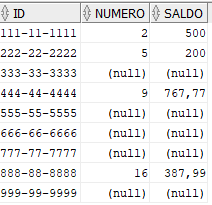 ID NUMERO SALDO
111-11-1111 2 500
222-22-2222 5 200
333-33-3333 (null) (null)
444-44-4444 9 767,77
555-55-5555 (null) (null)
666-66-6666 (null) (null)
777-77-7777 (null) (null)
888-88-8888 16 387,99
999-99-9999 (null) (null)